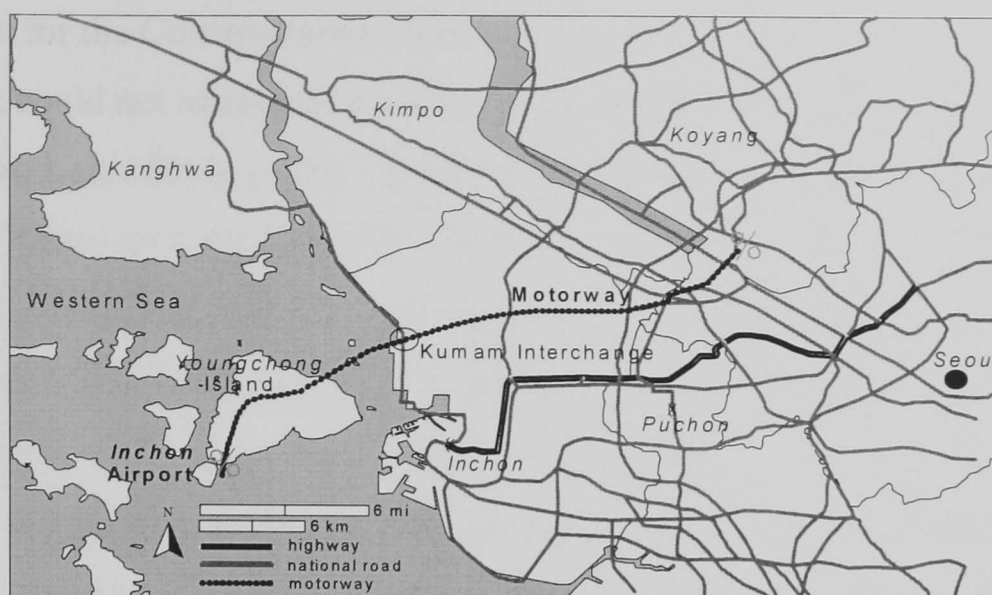 Kimpo
Koyang
Kanghwa
Western Sea
Motorway
Kumam Interchange
Youngchong
Island
Seou
Puchon
Inchon
Inchon
Airport
N
6 mi
6 km
highway
national road
motorway